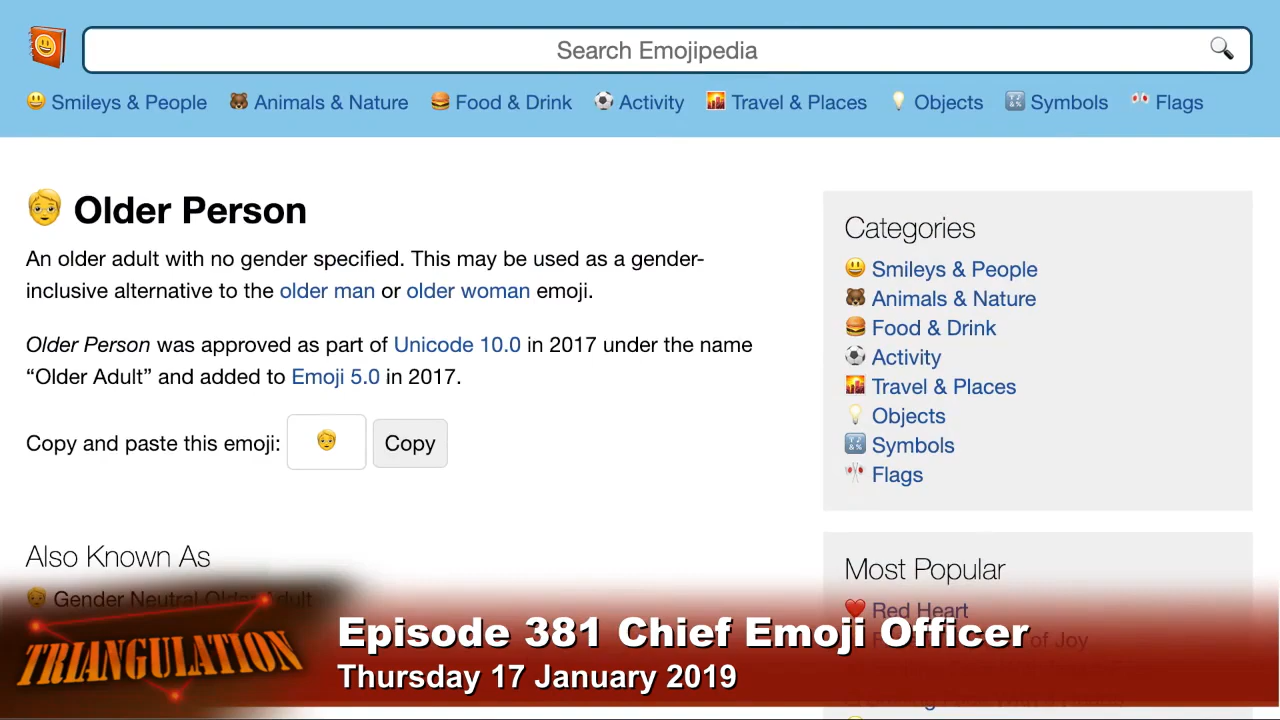 Search Emojipedia
Smileys & People Animals & Nature Food & Drink Activity Travel & Places Objects Symbols Flags
Older Person
An older adult with no gender specified. This may be used as a gender-
inclusive alternative to the older man or older woman emoji.
Older Person was approved as part of Unicode 10.0 in 2017 under the name
“Older Adult” and added to Emoji 5.0 in 2017.
Copy and paste this emoji: Copy
Also Known As
Gender Neutral Older Adult
Categories
Smileys & People
Animals & Nature
Food & Drink
Activity
Travel & Places
Objects
Symbols
Flags
Most Popular
Red Heart
of Joy
TRIANGULATION
Episode 381 Chief Emoji Officer
Thursday 17 January 2019